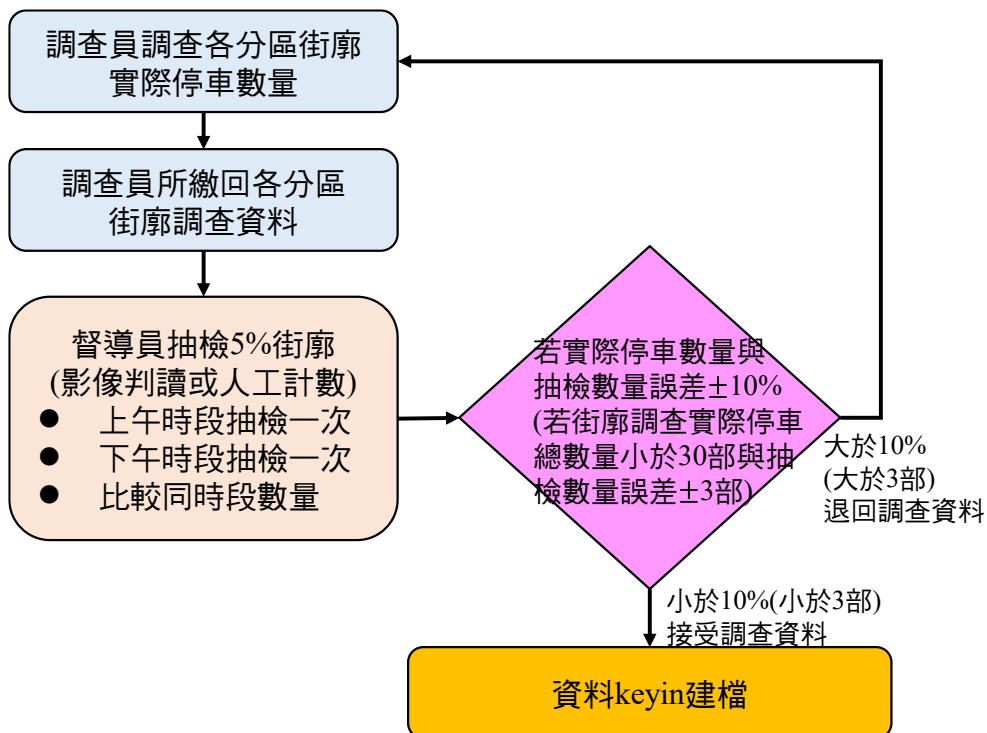 調查員調查各分區街廓
實際停車數量
調查員所繳回各分區
街廓調查資料
督導員抽檢5%街廓
(影像判讀或人工計數)
● 上午時段抽檢一次
● 下午時段抽檢一次
● 比較同時段數量
若實際停車數量與
抽檢數量誤差±10%
(若街廓調查實際停車
總數量小於30部與抽
檢數量誤差±3部)
大於10%
(大於3部)
退回調查資料
小於10%(小於3部)
接受調查資料
資料keyin建檔